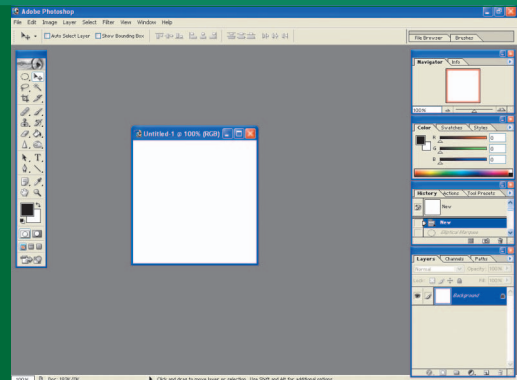 Adobe Photoshop
File Edit Image Layer Select Filter View Window Help
Auto Select Layer Show Bounding Box
File Browser Brushes
Navigator Info
100%
Untitled-1 @ 100% (RGB)
Color Swatches Styles
R 0
G 0
B 0
History Actions Tool Presets
New
New
Elliptical Marquee
Layers Channels Paths
Normal Opacity: 100%
Lock: Fill: 100%
Background
100% Doc: 192K/0K Click and drag to move layer or selection. Use Shift and Alt for additional options.